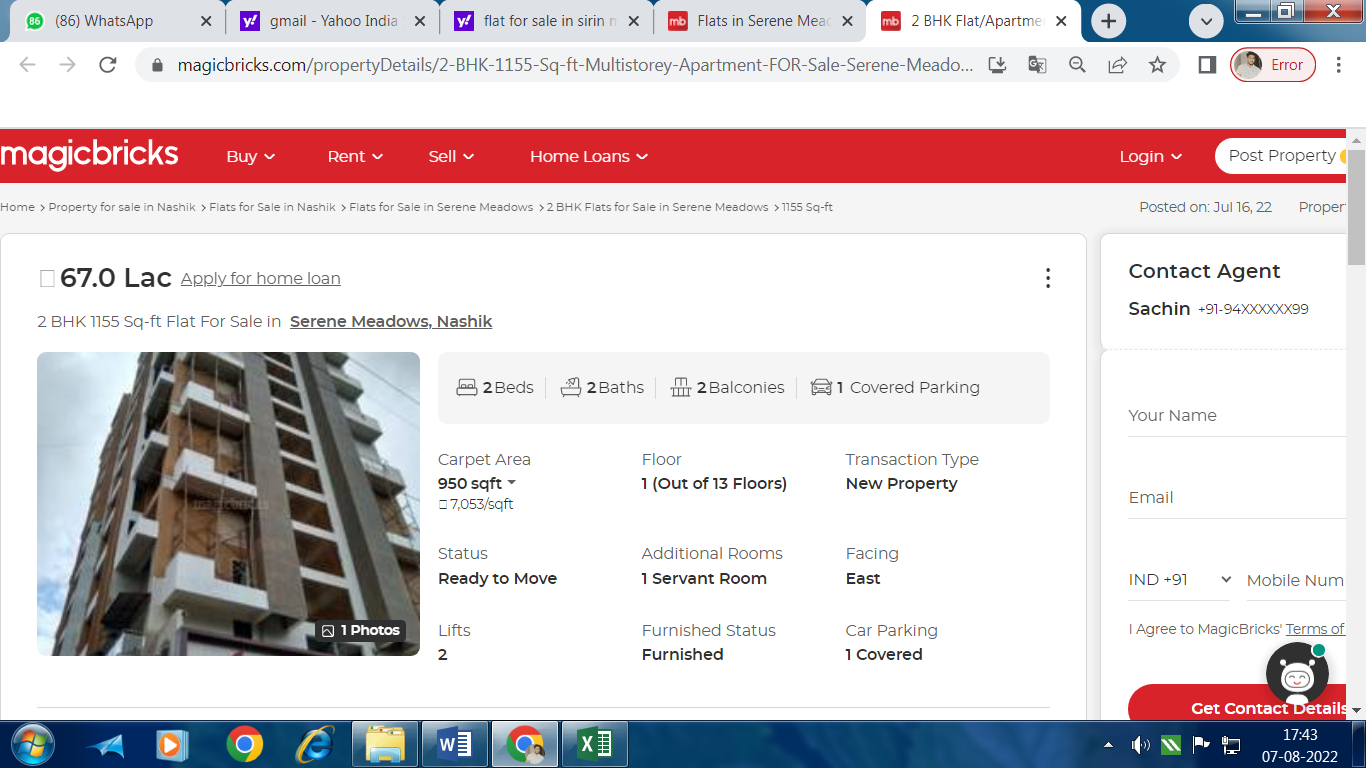 (86) WhatsApp
gmail - Yahoo India
flat for sale in sirin m
Flats in Serene Mead
2 BHK Flat/Apartme
magicbricks.com/propertyDetails/2-BHK-1155-Sq-ft-Multistorey-Apartment-FOR-Sale-Serene-Meado...
Error
magicbricks
Buy
Rent
Sell
Home Loans
Login
Post Property
Home > Property for sale in Nashik > Flats for Sale in Nashik > Flats for Sale in Serene Meadows > 2 BHK Flats for Sale in Serene Meadows > 1155 Sq-ft
Posted on: Jul 16, 22
Proper
67.0 Lac Apply for home loan
2 BHK 1155 Sq-ft Flat For Sale in Serene Meadows, Nashik
magicbricks
1 Photos
2 Beds
2 Baths
2 Balconies
1 Covered Parking
Carpet Area
950 sqft
7,053/sqft
Floor
1 (Out of 13 Floors)
Transaction Type
New Property
Status
Ready to Move
Additional Rooms
1 Servant Room
Facing
East
Lifts
2
Furnished Status
Furnished
Car Parking
1 Covered
Contact Agent
Sachin +91-94XXXXXX99
Your Name
Email
IND +91
Mobile Num
I Agree to MagicBricks' Terms of
Get Contact Details
17:43
07-08-2022